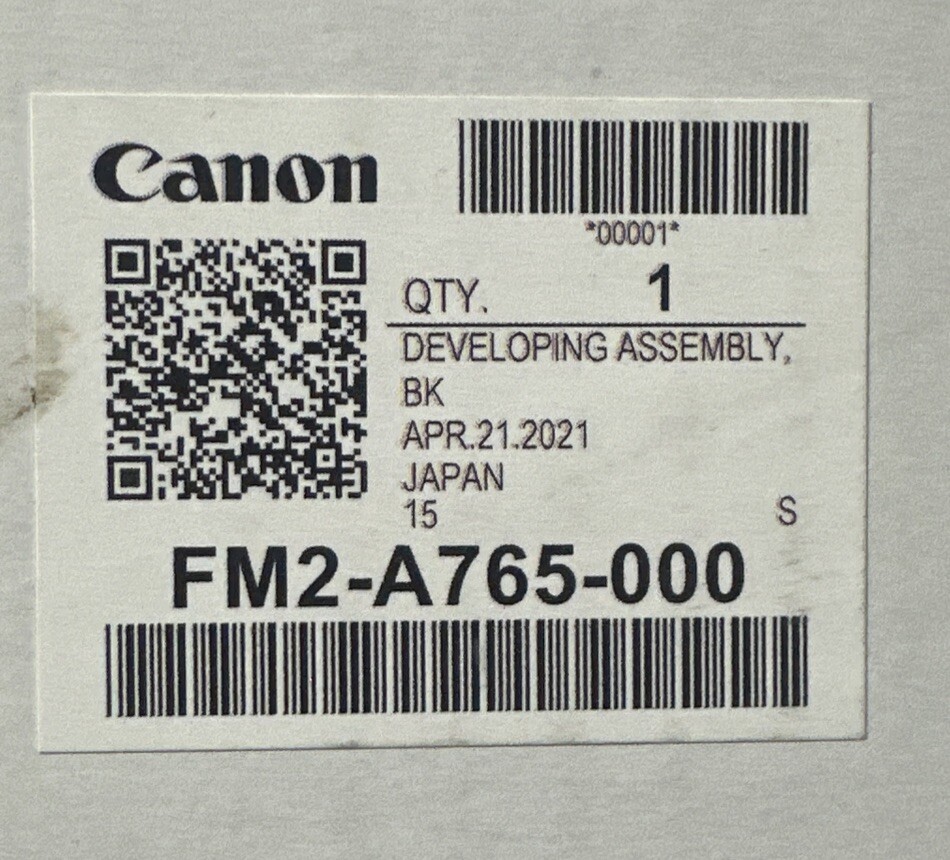 Canon
*00001*
QTY. 1
DEVELOPING ASSEMBLY,
BK
APR.21.2021
JAPAN
15 S
FM2-A765-000